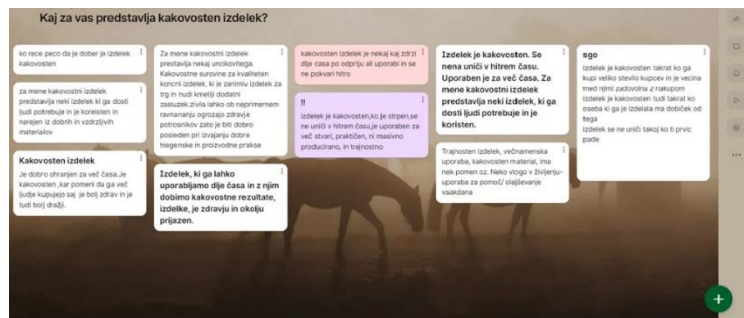 Kaj za vas predstavlja kakovosten izdelek?
ko rece peco da je dober je izdelek
kakovosten
za mene kakovostni izdelek
predstavlja neki izdelek ki ga dosti
ljudi potrebuje in je koreisten in
narejen iz dobrih in vzdrzljivih
materialov
Kakovosten izdelek
Je dobro ohranjen za več časa.Je
kakovosten ,kar pomeni da ga več
ljudje kupujejo saj je bolj zdrav in je
tudi bolj dražji.
Za mene kakovostni izdelek
prestavlja nekaj uncikovitega.
Kakovostne surovine za kvaliteten
koncni izdelek, ki je zanimiv izdelek za
trg in nudi kmetiji dodatni
zasluzek.zivila lahko ob neprimernem
ravnananju ogrozajo zdravje
potrosnikov zato je biti dobro
posleden pri izvajanju dobre
higenske in proizvodne prakse
Izdelek, ki ga lahko
uporabljamo dlje časa in z njim
dobimo kakovostne rezultate,
izdelke, je zdravju in okolju
prijazen.
kakovosten izdelek je nekaj kaj zdrzi
dlje casa po odprtju ali uporabi in se
ne pokvari hitro
!!
izdelek je kakovosten,ko je strpen,se
ne uniči v hitrem času,je uporaben za
več stvari, praktičen, ni masivno
producirano, in trajnostno
Izdelek je kakovosten. Se
nena uniči v hitrem času.
Uporaben je za več časa. Za
mene kakovostni izdelek
predstavlja neki izdelek, ki ga
dosti ljudi potrebuje in je
koristen.
Trajnosten izdelek, večnamenska
uporaba, kakovosten material, ima
nek pomen oz. Neko vlogo v življenju-
uporaba za pomoč/ olajševanje
vsakdana
sgo
izdelek je kakovosten takrat ko ga
kupi veliko stevilo kupcev in je vecina
med njimi zadovolna z nakupom
izdelek je kakovosten tudi takrat ko
oseba ki ga je izdelala ma dobiček od
tega
izdelek se ne uniči takoj ko ti prvic
pade